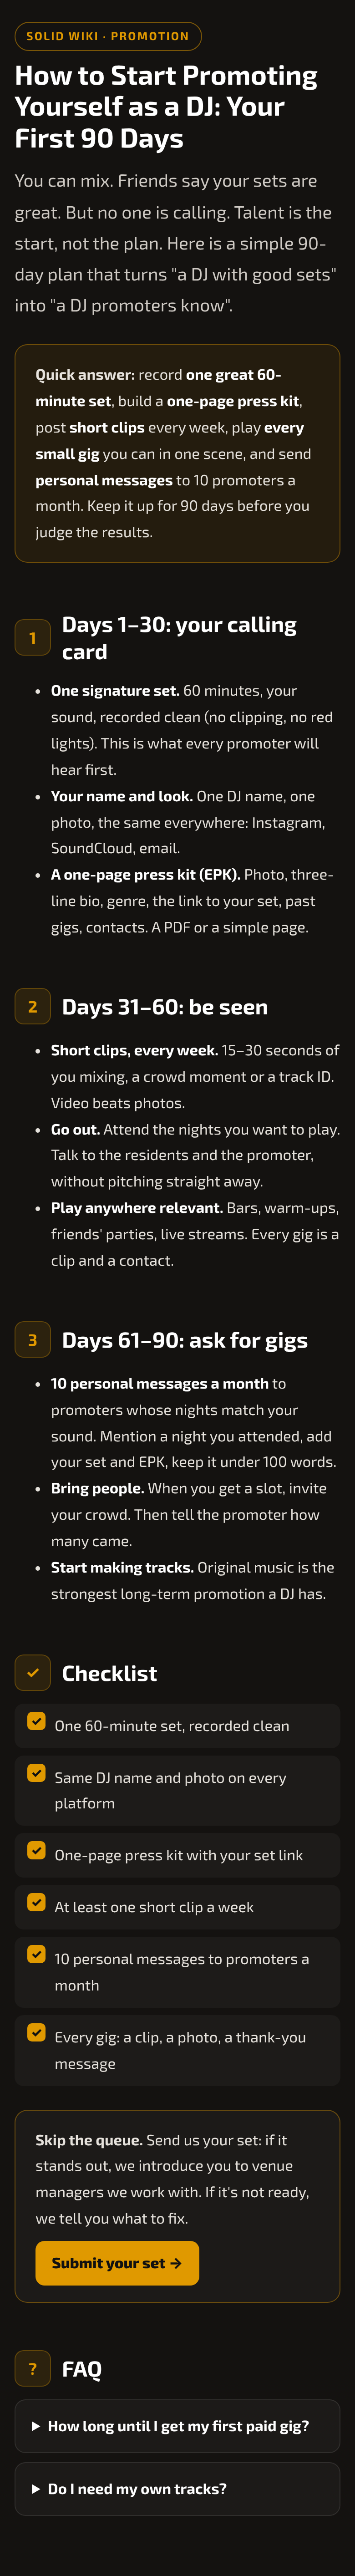 SOLID WIKI · PROMOTION
How to Start Promoting
Yourself as a DJ: Your
First 90 Days
You can mix. Friends say your sets are
great. But no one is calling. Talent is the
start, not the plan. Here is a simple 90-
day plan that turns "a DJ with good sets"
into "a DJ promoters know".
Quick answer: record one great 60-
minute set, build a one-page press kit,
post short clips every week, play every
small gig you can in one scene, and send
personal messages to 10 promoters a
month. Keep it up for 90 days before you
judge the results.
1
Days 1–30: your calling
card
• One signature set. 60 minutes, your
sound, recorded clean (no clipping, no red
lights). This is what every promoter will
hear first.
• Your name and look. One DJ name, one
photo, the same everywhere: Instagram,
SoundCloud, email.
• A one-page press kit (EPK). Photo, three-
line bio, genre, the link to your set, past
gigs, contacts. A PDF or a simple page.
2
Days 31–60: be seen
• Short clips, every week. 15–30 seconds of
you mixing, a crowd moment or a track ID.
Video beats photos.
• Go out. Attend the nights you want to play.
Talk to the residents and the promoter,
without pitching straight away.
• Play anywhere relevant. Bars, warm-ups,
friends' parties, live streams. Every gig is a
clip and a contact.
3
Days 61–90: ask for gigs
• 10 personal messages a month to
promoters whose nights match your
sound. Mention a night you attended, add
your set and EPK, keep it under 100 words.
• Bring people. When you get a slot, invite
your crowd. Then tell the promoter how
many came.
• Start making tracks. Original music is the
strongest long-term promotion a DJ has.
✓
Checklist
One 60-minute set, recorded clean
Same DJ name and photo on every
platform
One-page press kit with your set link
At least one short clip a week
10 personal messages to promoters a
month
Every gig: a clip, a photo, a thank-you
message
Skip the queue. Send us your set: if it
stands out, we introduce you to venue
managers we work with. If it's not ready,
we tell you what to fix.
Submit your set →
?
FAQ
▶ How long until I get my first paid gig?
▶ Do I need my own tracks?